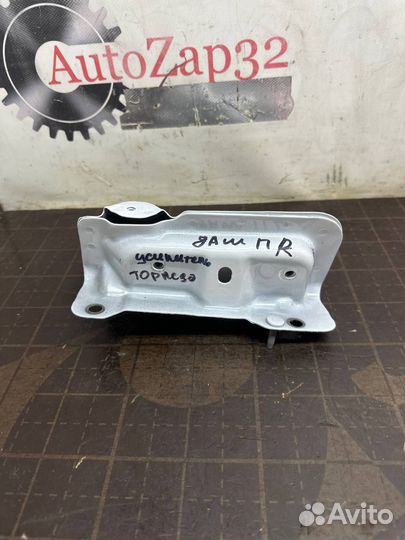 AutoZap32
ЯАШ П R
усилитель
тормоза
Avito